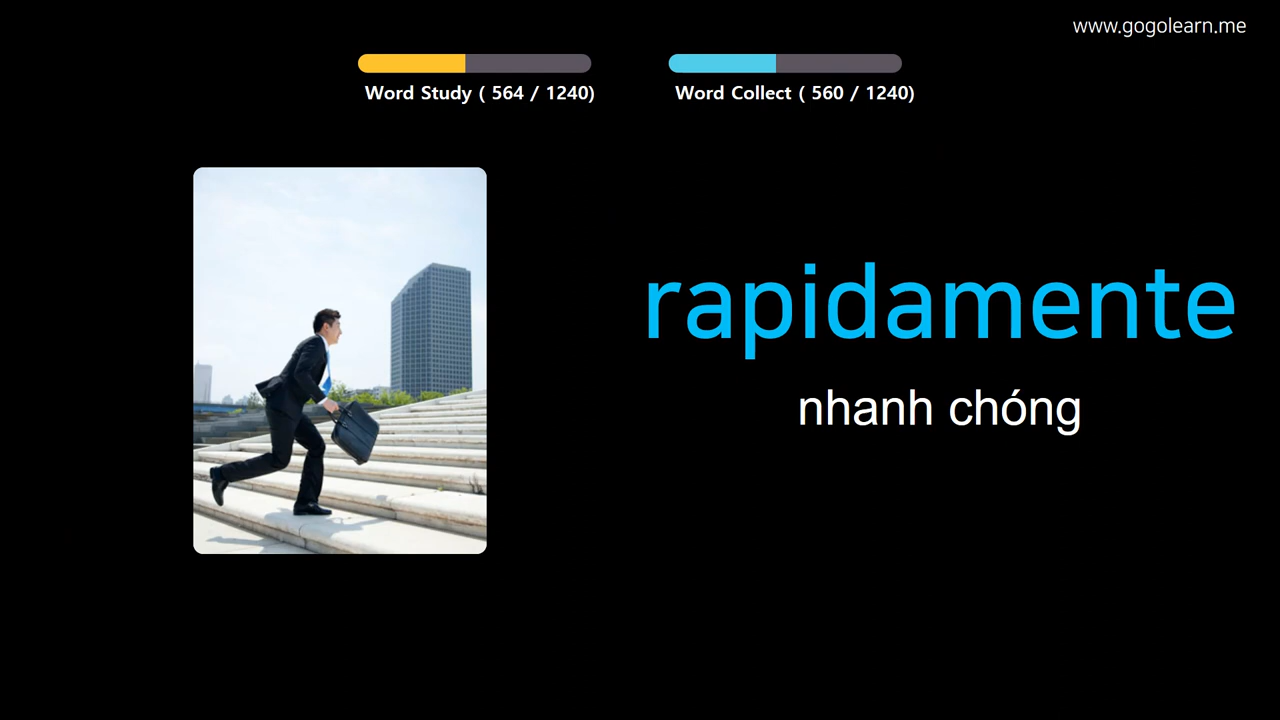 www.gogolearn.me
Word Study ( 564 / 1240)
Word Collect ( 560 / 1240)
rapidamente
nhanh chóng